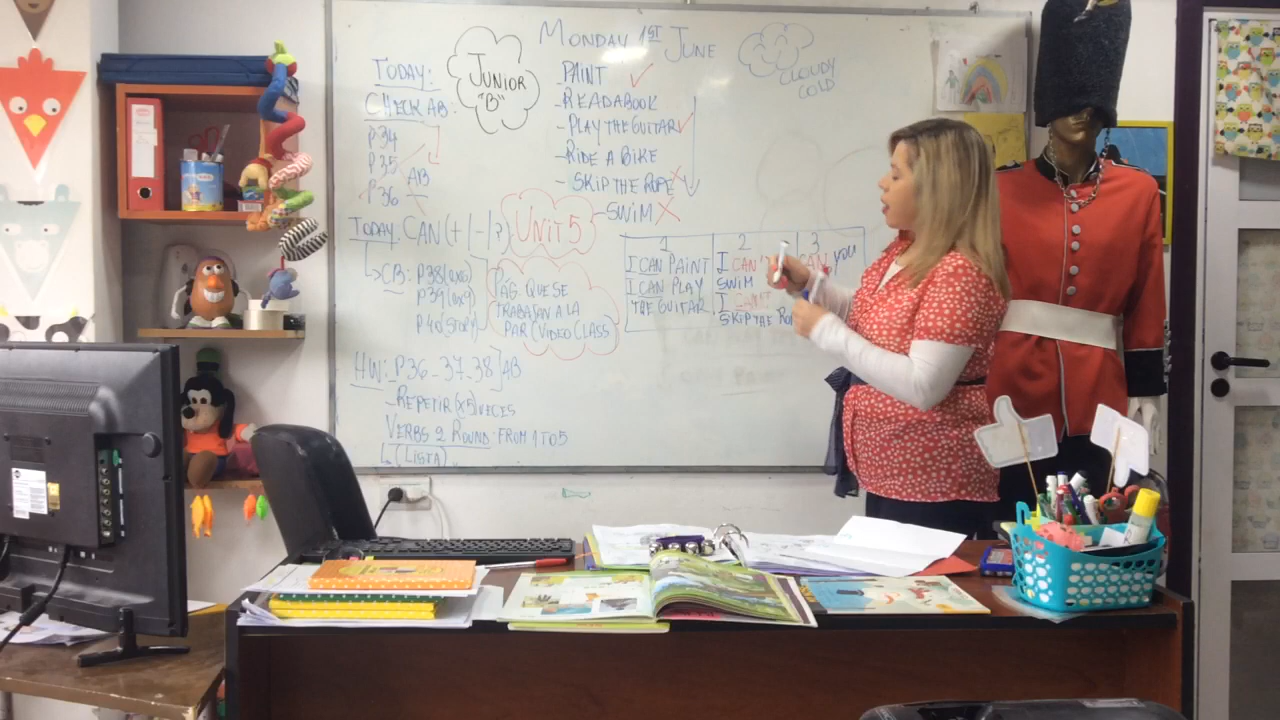 MONDAY 1ST JUNE
CLOUDY
COLD
JUNIOR
"B"
TODAY:
CHECK AB:
P34
P35
P36
AB
PAINT
- READ A BOOK
- PLAY THE GUITAR
- RIDE A BIKE
- SKIP THE ROPE
- SWIM
TODAY: CAN (+|-|?)
UNIT 5
CB: P38 (
P39 (
P40 (STORY)
PÁG. QUE SE
TRABAJAN A LA
PAR (VIDEO CLASS
1
I CAN PAINT
I CAN PLAY
THE GUITAR
2
I CAN'T
SWIM
I CAN'T
SKIP THE
3
CAN YOU
HW: P36-37-38] AB
- REPETIR (X5) VECES
VERBS 2 ROUND: FROM 1 TO 5
(LISTA)